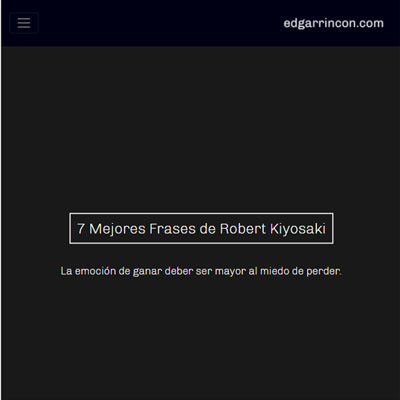 edgarrincon.com
7 Mejores Frases de Robert Kiyosaki
La emoción de ganar deber ser mayor al miedo de perder.